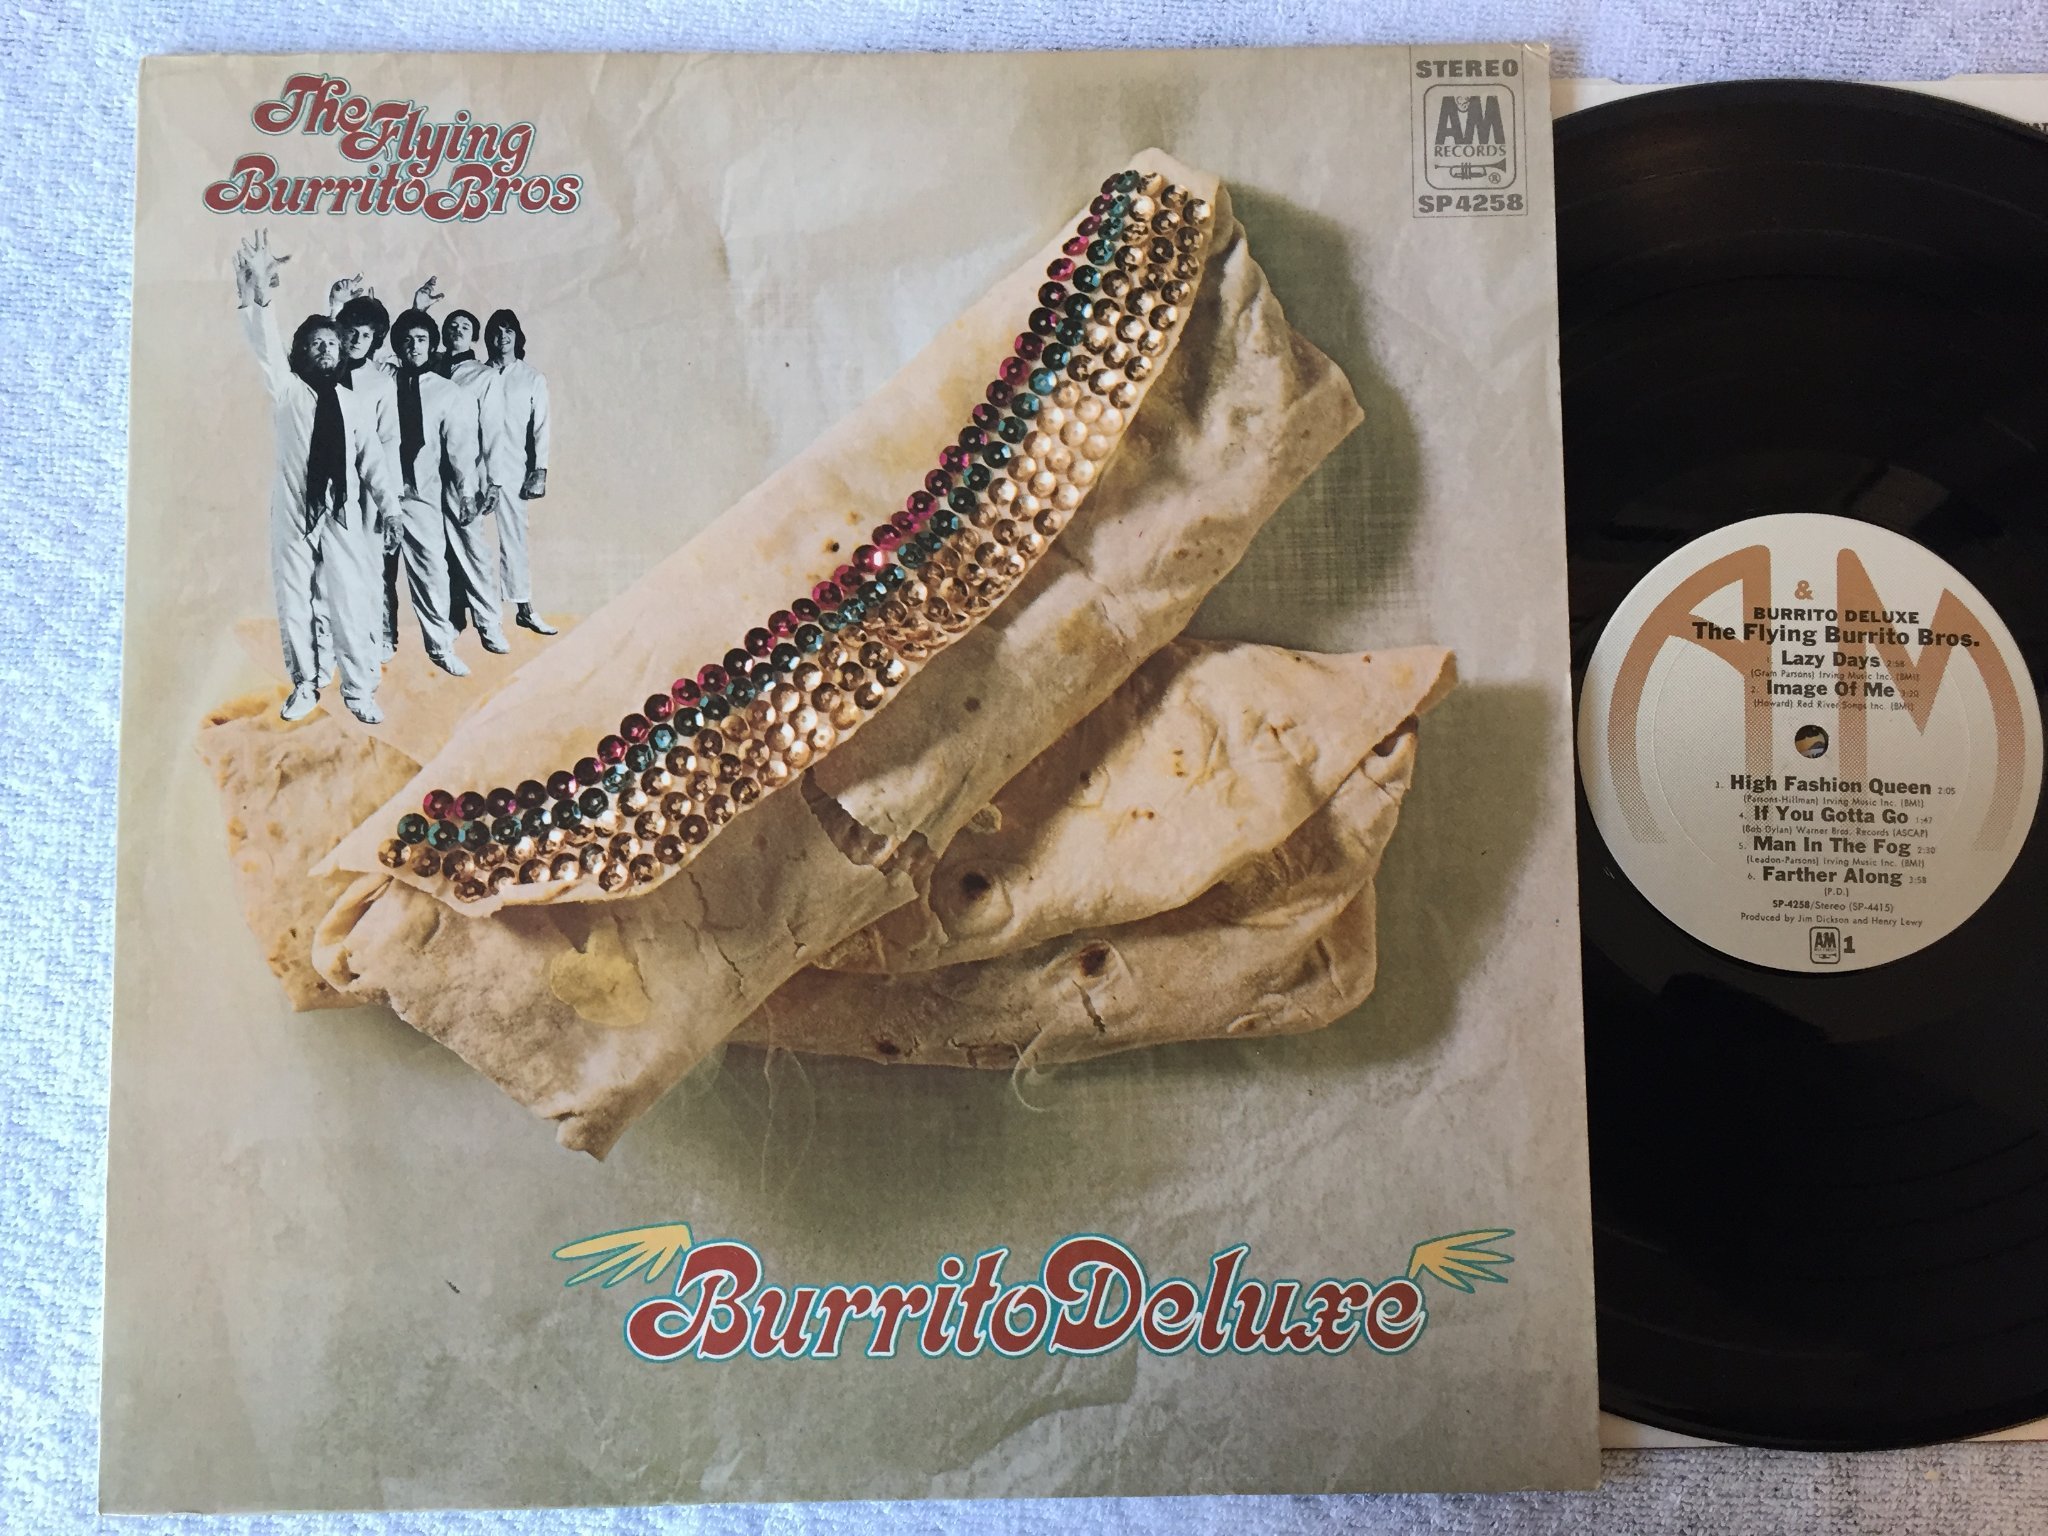 The Flying
Burrito Bros
STEREO
A&M
RECORDS
®
SP 4258
Burrito Deluxe
A&M
BURRITO DELUXE
The Flying Burrito Bros.
1. Lazy Days 2:58
(Gram Parsons) Irving Music Inc. (BMI)
2. Image Of Me 3:20
(Howard) Red River Songs Inc. (BMI)
3. High Fashion Queen 2:05
(Parsons-Hillman) Irving Music Inc. (BMI)
4. If You Gotta Go 1:47
(Bob Dylan) Warner Bros. Records (ASCAP)
5. Man In The Fog 2:30
(Leadon-Parsons) Irving Music Inc. (BMI)
6. Farther Along 3:58
(P.D.)
SP-4258/Stereo (SP-4415)
Produced by Jim Dickson and Henry Lewy
A&M
RECORDS
1